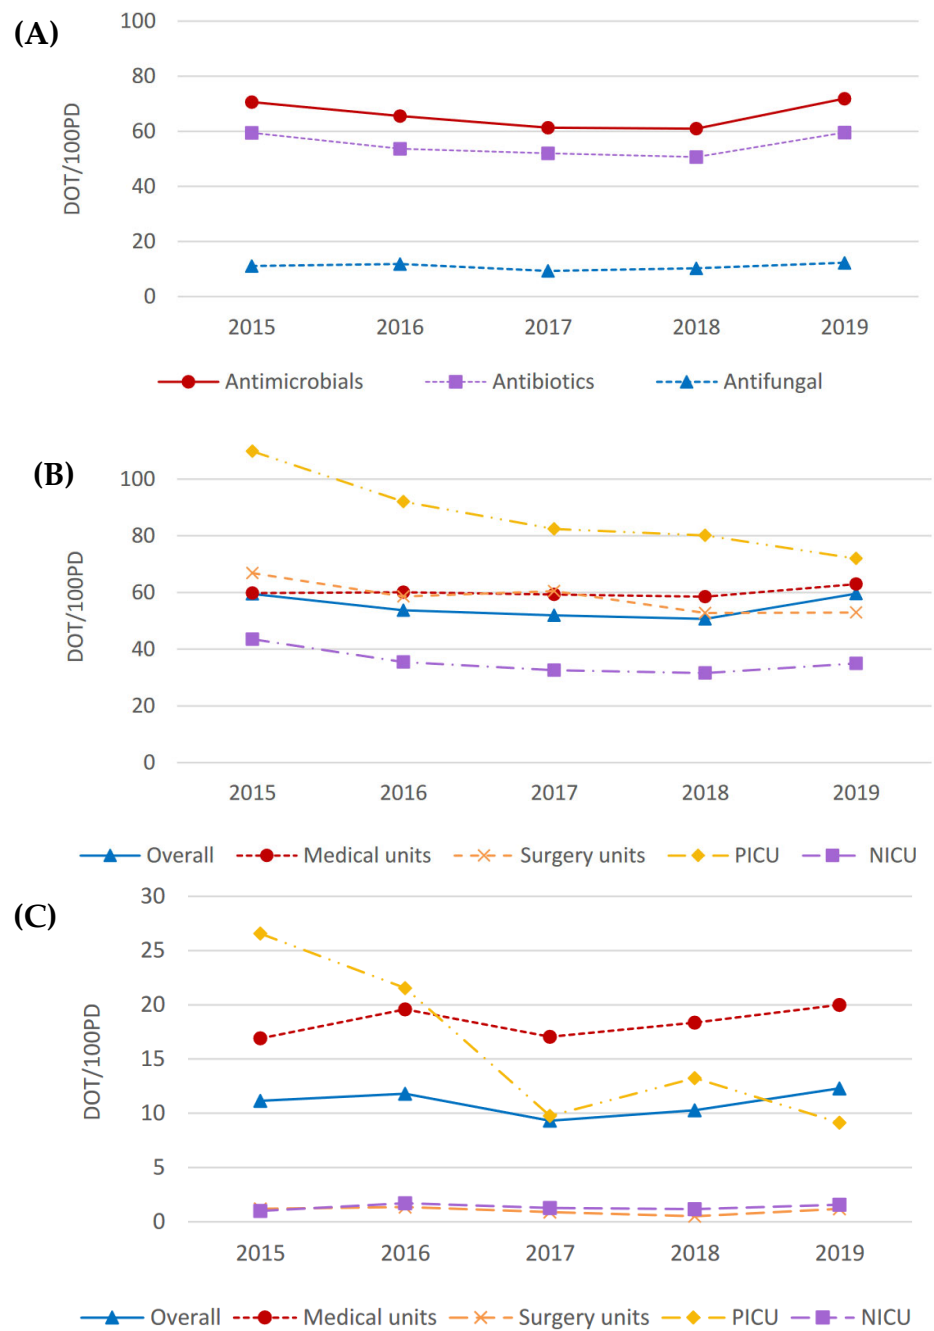 (A)
100
80
60
40
20
0
DOT/100PD
2015 2016 2017 2018 2019
Antimicrobials Antibiotics Antifungal
(B)
100
80
60
40
20
0
DOT/100PD
2015 2016 2017 2018 2019
Overall Medical units Surgery units PICU NICU
(C)
30
25
20
15
10
5
0
DOT/100PD
2015 2016 2017 2018 2019
Overall Medical units Surgery units PICU NICU